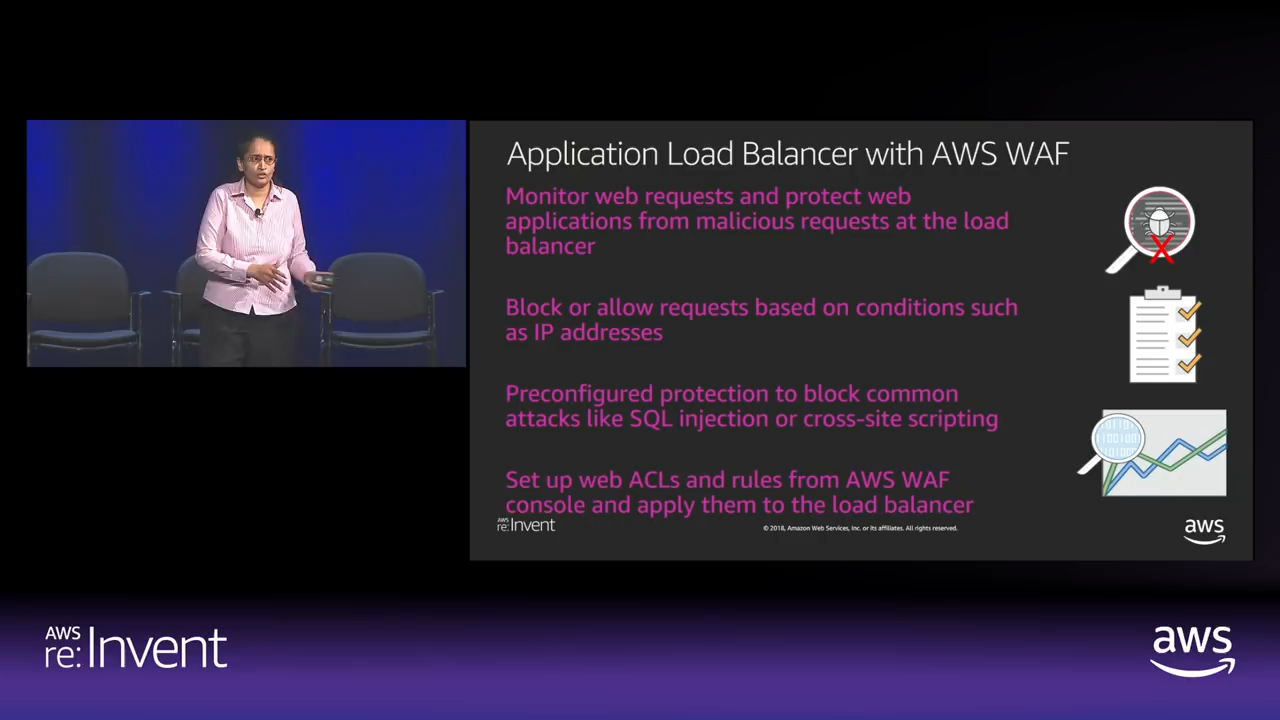 Application Load Balancer with AWS WAF
Monitor web requests and protect web
applications from malicious requests at the load
balancer
Block or allow requests based on conditions such
as IP addresses
Preconfigured protection to block common
attacks like SQL injection or cross-site scripting
Set up web ACLs and rules from AWS WAF
console and apply them to the load balancer
AWS
re:Invent
© 2018, Amazon Web Services, Inc. or its affiliates. All rights reserved.
aws
AWS
re:Invent
aws